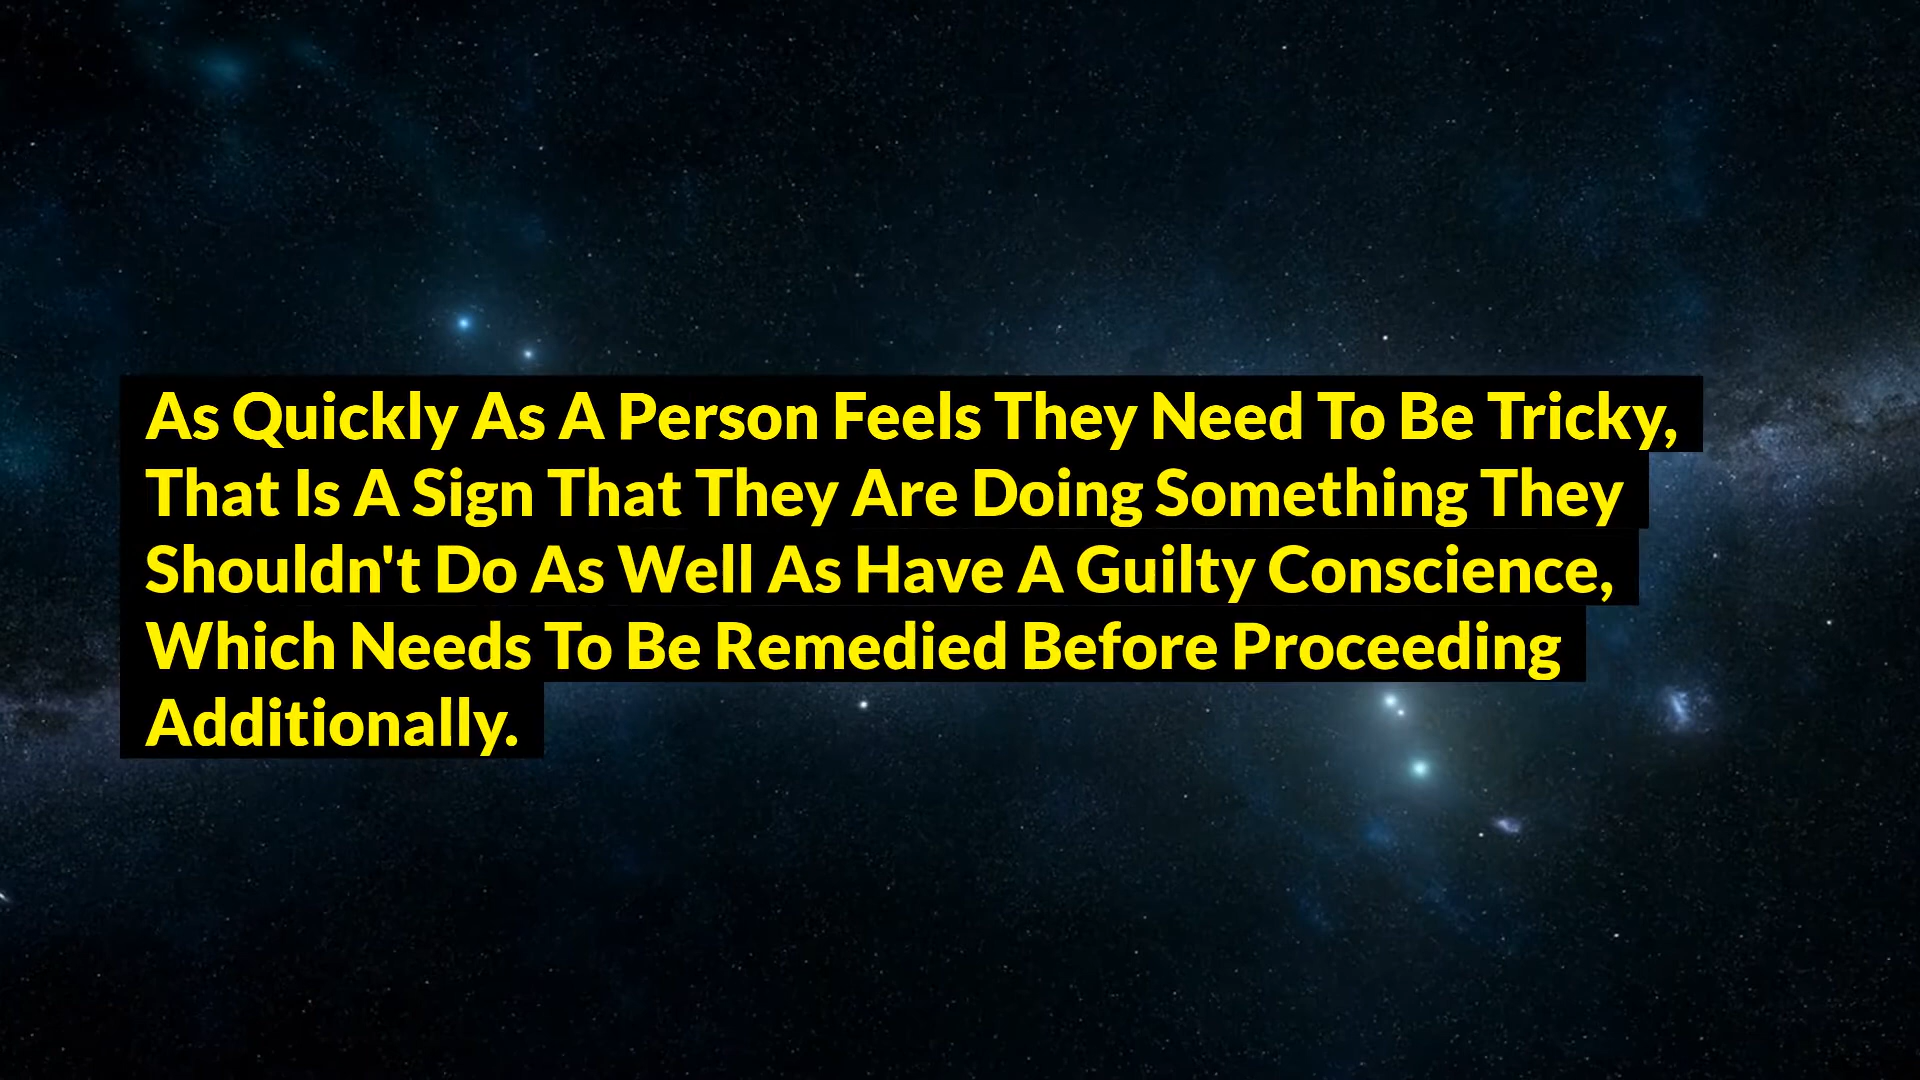 As Quickly As A Person Feels They Need To Be Tricky,
That Is A Sign That They Are Doing Something They
Shouldn't Do As Well As Have A Guilty Conscience,
Which Needs To Be Remedied Before Proceeding
Additionally.